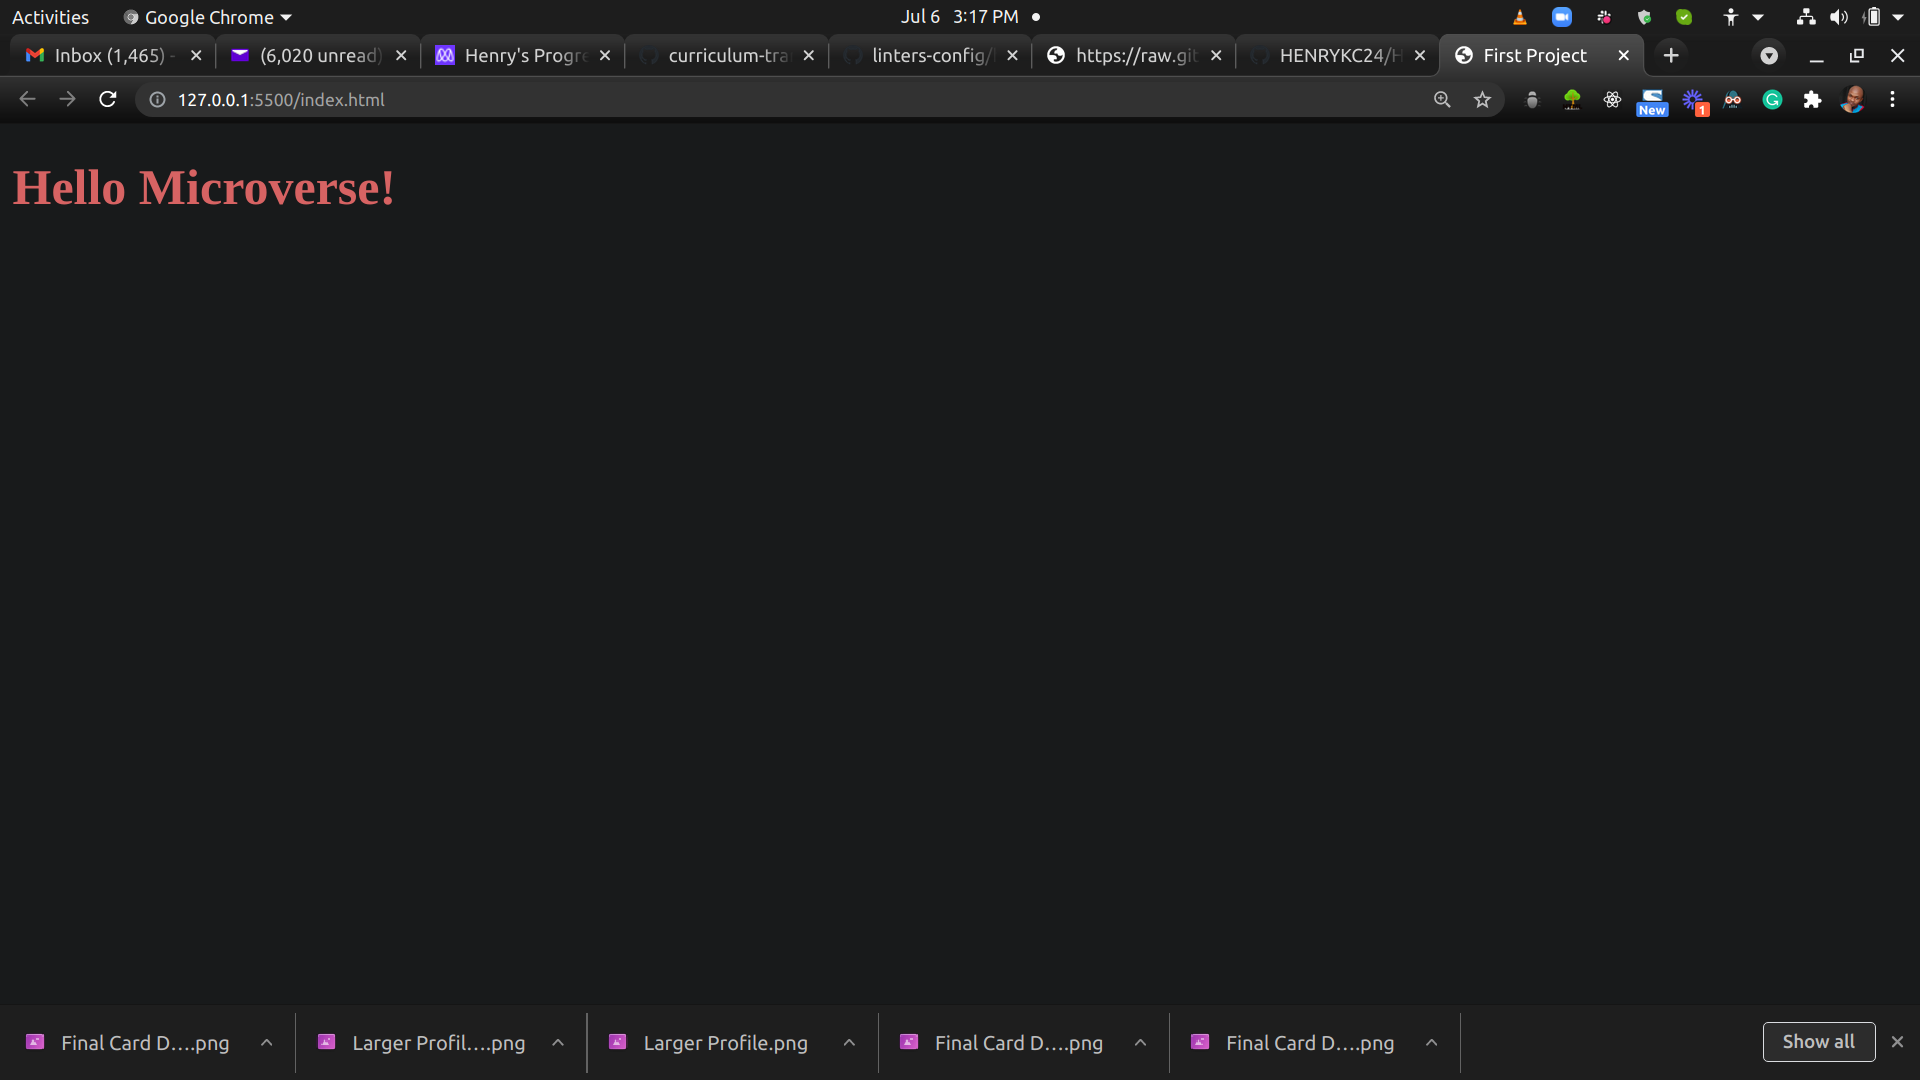 Activities Google Chrome Jul 6 3:17 PM
Inbox (1,465) - (6,020 unread) Henry's Progre curriculum-tra linters-config/ https://raw.git HENRYKC24/H First Project
127.0.0.1:5500/index.html New 1
Hello Microverse!
Final Card D....png Larger Profil....png Larger Profile.png Final Card D....png Final Card D....png Show all